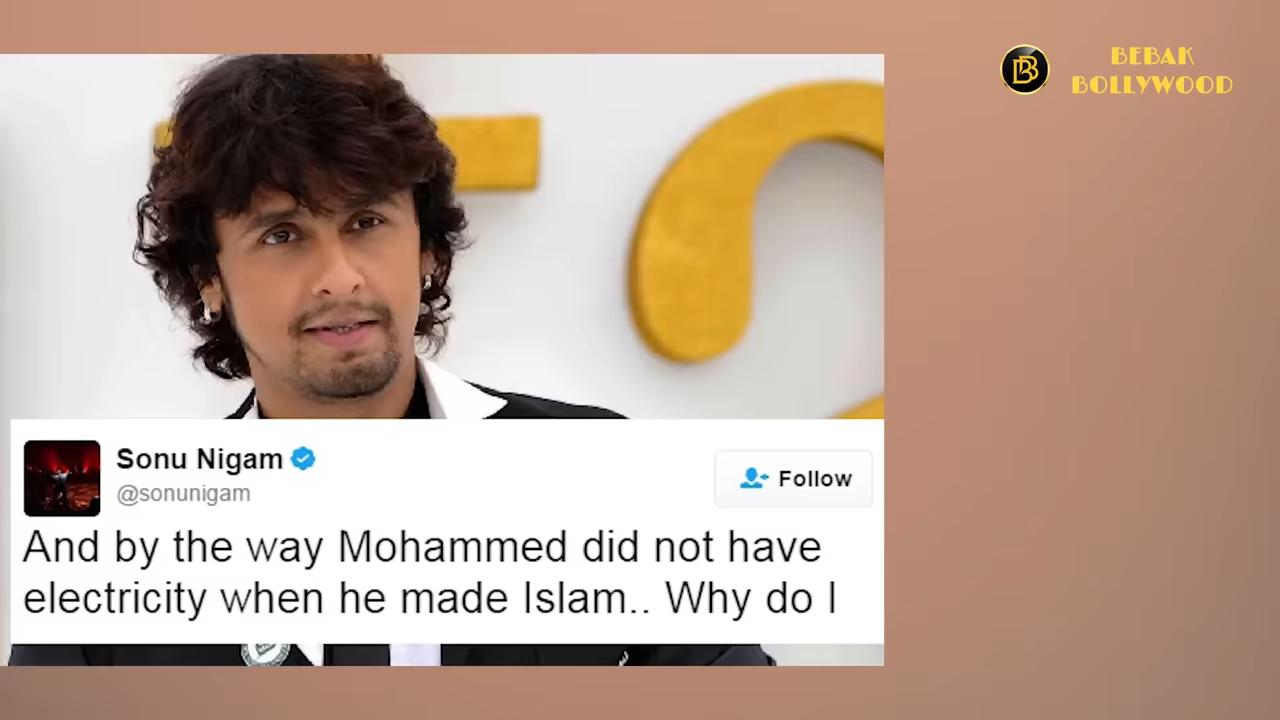 BEBAK
BOLLYWOOD
Sonu Nigam
@sonunigam
Follow
And by the way Mohammed did not have
electricity when he made Islam.. Why do I